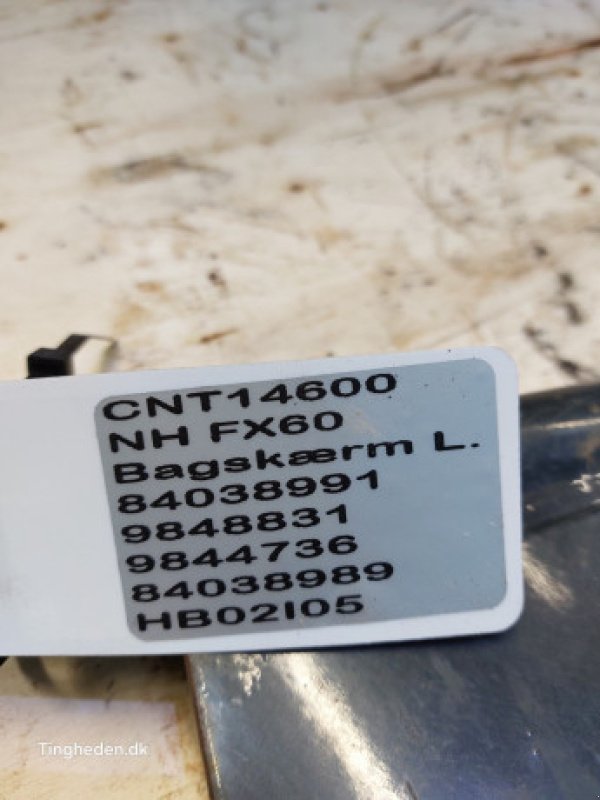 CNT14600
NH FX60
Bagskærm L.
84038991
9848831
9844736
84038989
HB02I05
Tingheden.dk